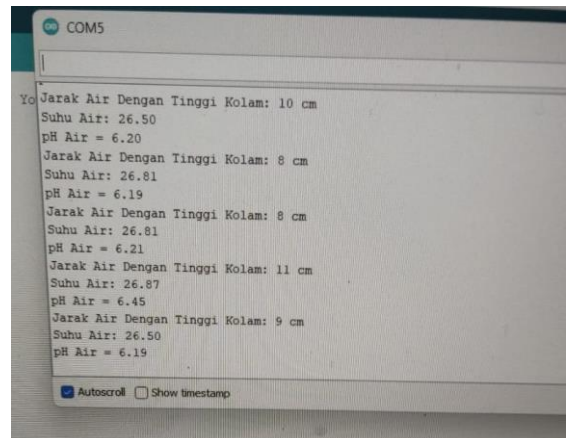 COM5
Yo
Jarak Air Dengan Tinggi Kolam: 10 cm
Suhu Air: 26.50
pH Air = 6.20
Jarak Air Dengan Tinggi Kolam: 8 cm
Suhu Air: 26.81
pH Air = 6.19
Jarak Air Dengan Tinggi Kolam: 8 cm
Suhu Air: 26.81
pH Air = 6.21
Jarak Air Dengan Tinggi Kolam: 11 cm
Suhu Air: 26.87
pH Air = 6.45
Jarak Air Dengan Tinggi Kolam: 9 cm
Suhu Air: 26.50
pH Air = 6.19
Autoscroll Show timestamp